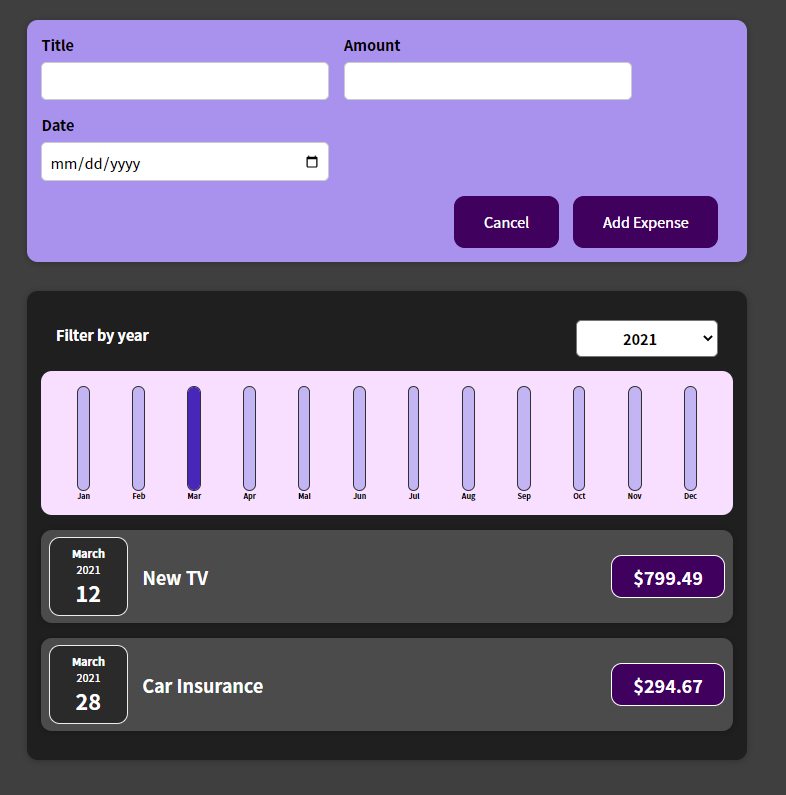 Title
Amount
Date
mm/dd/yyyy
Cancel
Add Expense
Filter by year
2021
Jan
Feb
Mar
Apr
Mai
Jun
Jul
Aug
Sep
Oct
Nov
Dec
March
2021
12
New TV
$799.49
March
2021
28
Car Insurance
$294.67